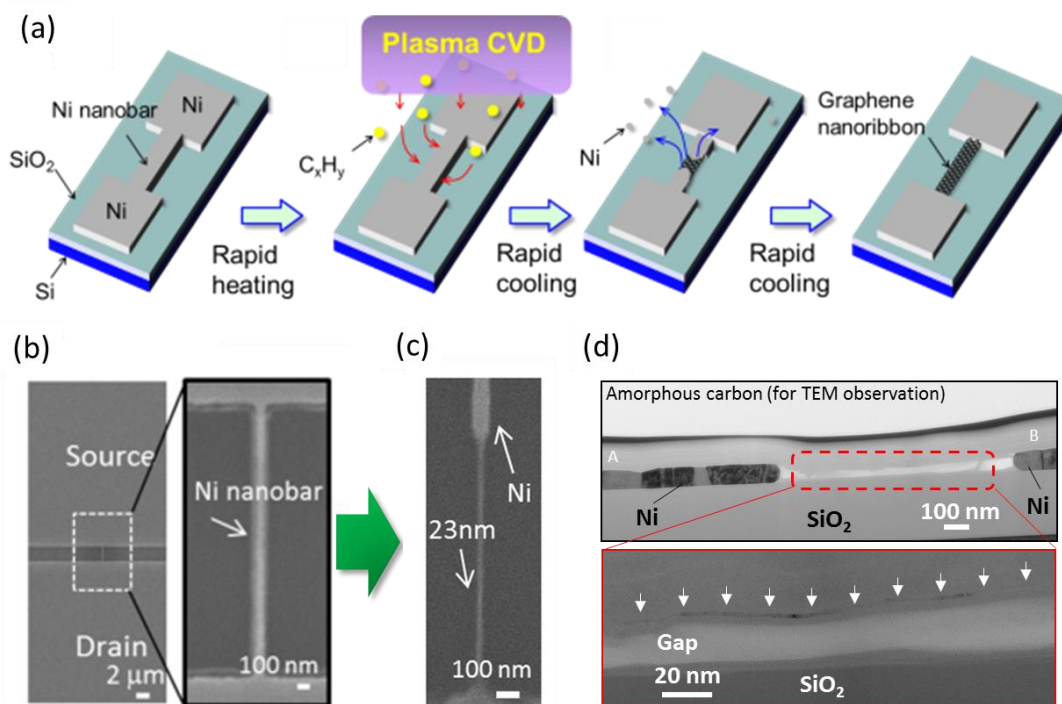 (a)
Plasma CVD
Ni nanobar
Ni
SiO2
Ni
Si
Rapid
heating
CxHy
Rapid
cooling
Ni
Rapid
cooling
Graphene
nanoribbon
(b)
Source
Drain
2 μm
Ni nanobar
100 nm
(c)
Ni
23nm
100 nm
(d)
Amorphous carbon (for TEM observation)
A
B
Ni
Ni
SiO2
100 nm
Gap
20 nm
SiO2